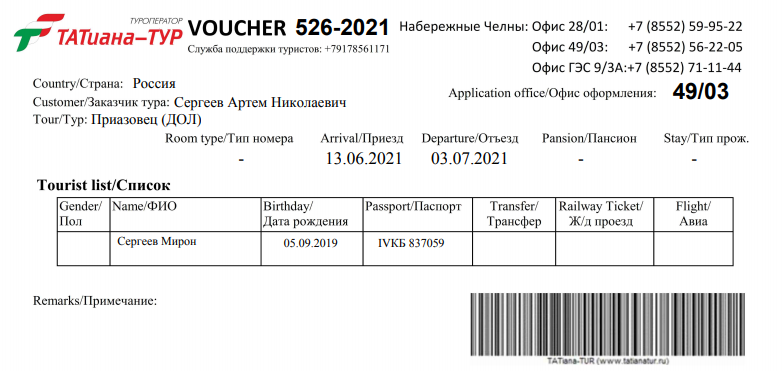 ТУРОПЕРАТОР
ТАТиана–ТУР
VOUCHER 526-2021
Служба поддержки туристов: +79178561171
Набережные Челны: Офис 28/01: +7 (8552) 59-95-22
Офис 49/03: +7 (8552) 56-22-05
Офис ГЭС 9/3А:+7 (8552) 71-11-44
Country/Страна: Россия
Customer/Заказчик тура: Сергеев Артем Николаевич
Tour/Тур: Приазовец (ДОЛ)
Application office/Офис оформления: 49/03
Room type/Тип номера Arrival/Приезд Departure/Отъезд Pansion/Пансион Stay/Тип прож.
- 13.06.2021 03.07.2021 - -
Tourist list/Список
Gender/ Name/ФИО Birthday/ Passport/Паспорт Transfer/ Railway Ticket/ Flight/
Пол Дата рождения Трансфер Ж/д проезд Авиа
Сергеев Мирон 05.09.2019 IVКБ 837059
Remarks/Примечание:
TATiana-TUR (www.tatianatur.ru)